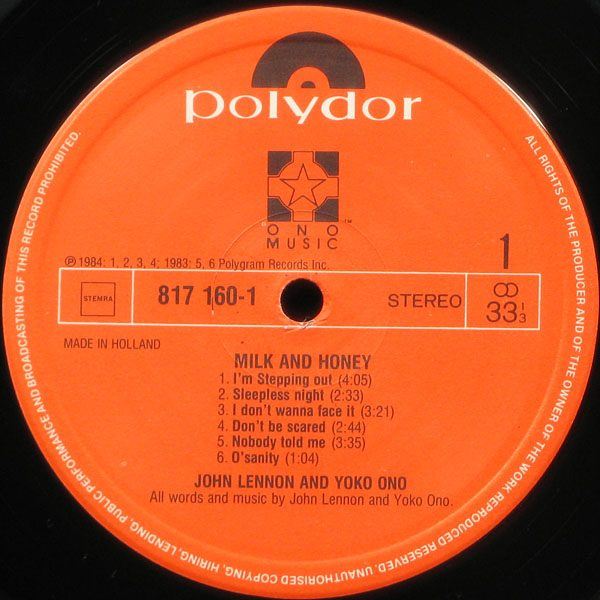 polydor
ONO
MUSIC
™
1
℗ 1984: 1, 2, 3, 4; 1983: 5, 6 Polygram Records Inc.
STEMRA
817 160-1
STEREO
33 1/3
MADE IN HOLLAND
MILK AND HONEY
1. I'm Stepping out (4:05)
2. Sleepless night (2:33)
3. I don't wanna face it (3:21)
4. Don't be scared (2:44)
5. Nobody told me (3:35)
6. O'sanity (1:04)
JOHN LENNON AND YOKO ONO
All words and music by John Lennon and Yoko Ono.
ALL RIGHTS OF THE PRODUCER AND OF THE OWNER OF THE WORK REPRODUCED RESERVED. UNAUTHORISED COPYING, HIRING, LENDING, PUBLIC PERFORMANCE AND BROADCASTING OF THIS RECORD PROHIBITED.